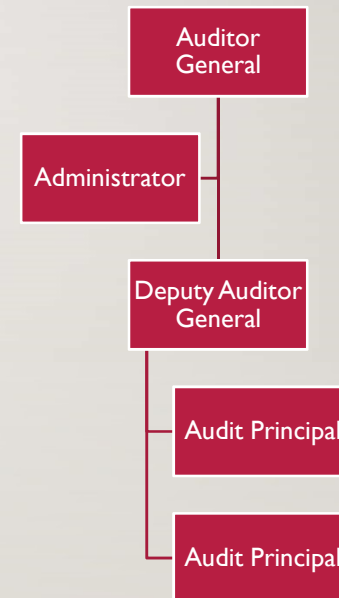 Auditor
General
Administrator
Deputy Auditor
General
Audit Principal
Audit Principal